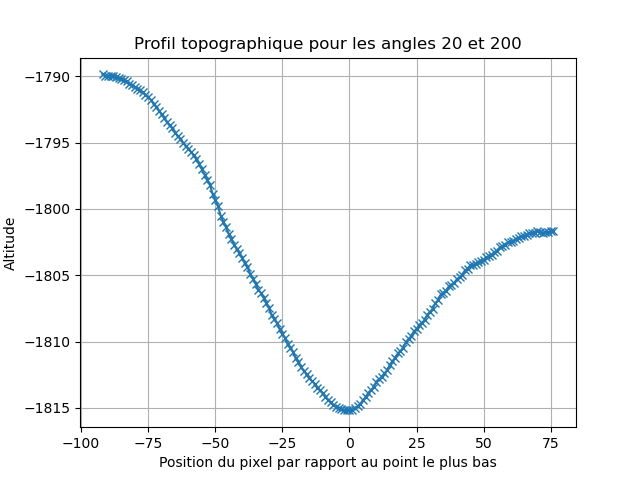 Profil topographique pour les angles 20 et 200
−1790
−1795
−1800
−1805
−1810
−1815
Altitude
−100 −75 −50 −25 0 25 50 75
Position du pixel par rapport au point le plus bas